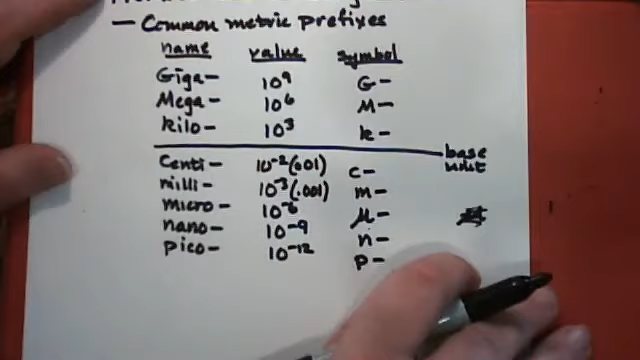 — Common metric prefixes
name value symbol
Giga- 10⁹ G-
Mega- 10⁶ M-
kilo- 10³ k-
base unit
Centi- 10⁻²(.01) c-
milli- 10⁻³(.001) m-
micro- 10⁻⁶ μ-
nano- 10⁻⁹ n-
pico- 10⁻¹² p-